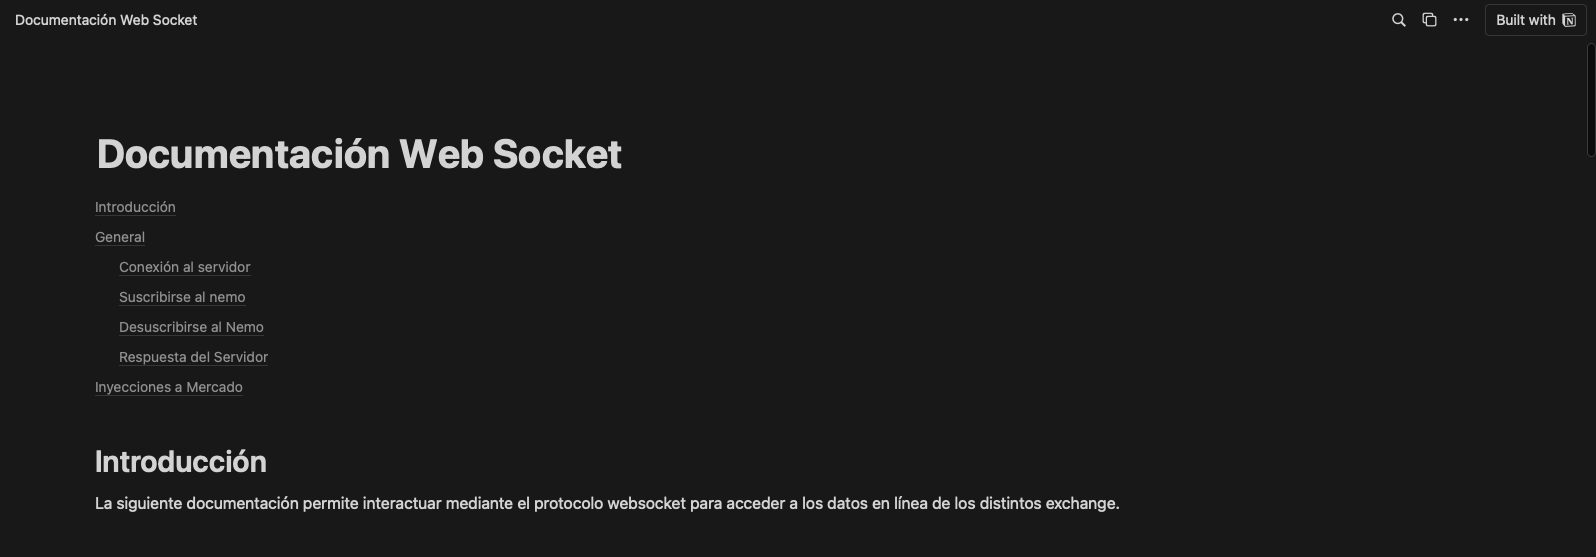 Documentación Web Socket
Built with
Documentación Web Socket
Introducción
General
Conexión al servidor
Suscribirse al nemo
Desuscribirse al Nemo
Respuesta del Servidor
Inyecciones a Mercado
Introducción
La siguiente documentación permite interactuar mediante el protocolo websocket para acceder a los datos en línea de los distintos exchange.